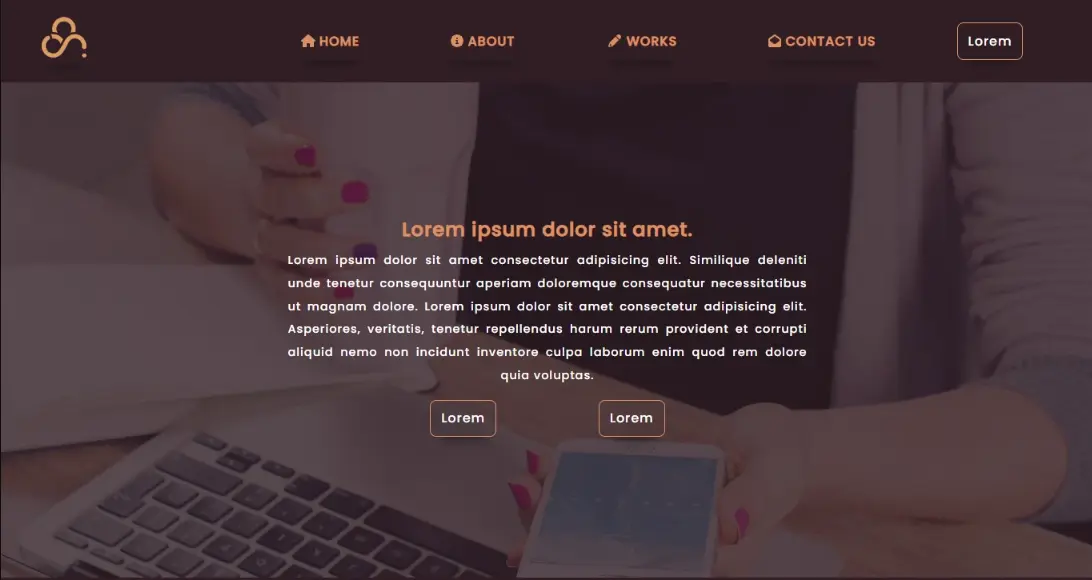 HOME ABOUT WORKS CONTACT US Lorem
Lorem ipsum dolor sit amet.
Lorem ipsum dolor sit amet consectetur adipisicing elit. Similique deleniti
unde tenetur consequuntur aperiam doloremque consequatur necessitatibus
ut magnam dolore. Lorem ipsum dolor sit amet consectetur adipisicing elit.
Asperiores, veritatis, tenetur repellendus harum rerum provident et corrupti
aliquid nemo non incidunt inventore culpa laborum enim quod rem dolore
quia voluptas.
Lorem Lorem